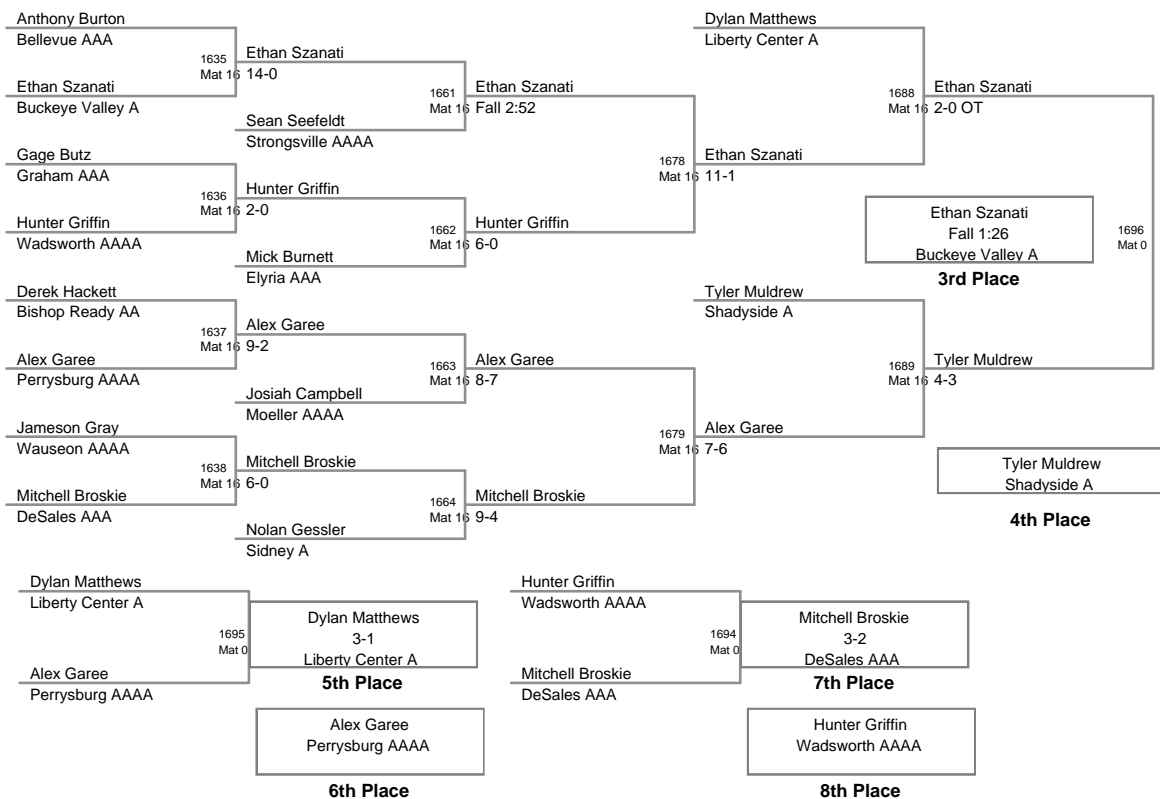 Anthony Burton
Bellevue AAA
1635
Mat 16
Ethan Szanati
14-0
Ethan Szanati
Buckeye Valley A
1661
Mat 16
Ethan Szanati
Fall 2:52
Sean Seefeldt
Strongsville AAAA
Gage Butz
Graham AAA
1636
Mat 16
Hunter Griffin
2-0
Hunter Griffin
Wadsworth AAAA
1662
Mat 16
Hunter Griffin
6-0
Mick Burnett
Elyria AAA
1678
Mat 16
Ethan Szanati
11-1
Derek Hackett
Bishop Ready AA
1637
Mat 16
Alex Garee
9-2
Alex Garee
Perrysburg AAAA
1663
Mat 16
Alex Garee
8-7
Josiah Campbell
Moeller AAAA
Jameson Gray
Wauseon AAAA
1638
Mat 16
Mitchell Broskie
6-0
Mitchell Broskie
DeSales AAA
1664
Mat 16
Mitchell Broskie
9-4
Nolan Gessler
Sidney A
1679
Mat 16
Alex Garee
7-6
Dylan Matthews
Liberty Center A
1688
Mat 16
Ethan Szanati
2-0 OT
Tyler Muldrew
Shadyside A
1689
Mat 16
Tyler Muldrew
4-3
1696
Mat 0
Ethan Szanati
Fall 1:26
Buckeye Valley A
3rd Place
Tyler Muldrew
Shadyside A
4th Place
Dylan Matthews
Liberty Center A
1695
Mat 0
Alex Garee
Perrysburg AAAA
Dylan Matthews
3-1
Liberty Center A
5th Place
Alex Garee
Perrysburg AAAA
6th Place
Hunter Griffin
Wadsworth AAAA
1694
Mat 0
Mitchell Broskie
DeSales AAA
Mitchell Broskie
3-2
DeSales AAA
7th Place
Hunter Griffin
Wadsworth AAAA
8th Place